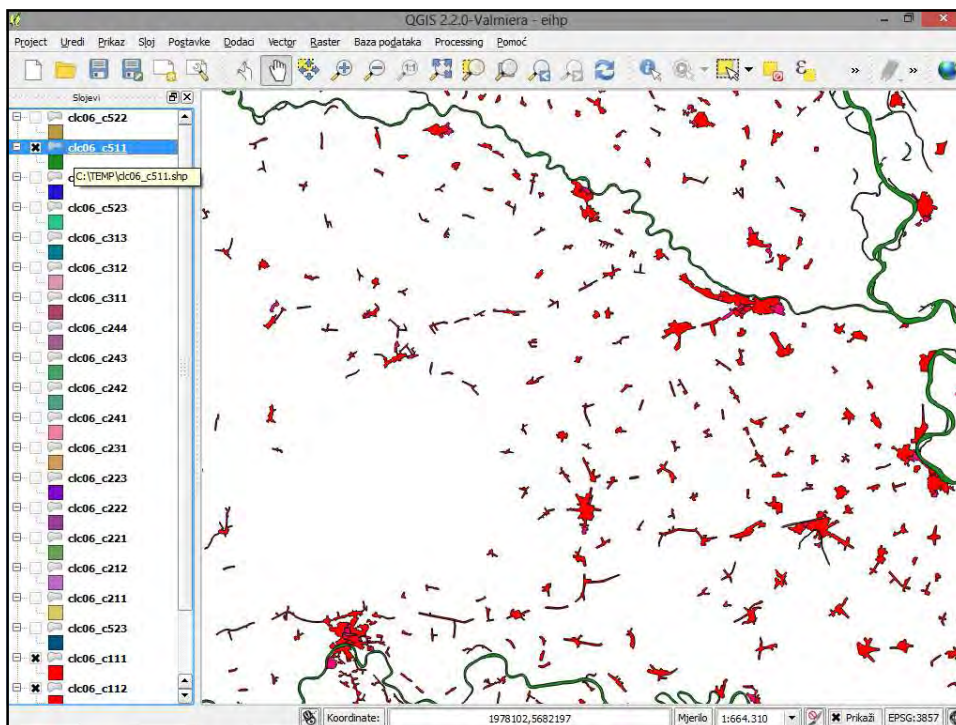 QGIS 2.2.0-Valmiera - eihp
Project Uredi Prikaz Sloj Postavke Dodaci Vector Raster Baza podataka Processing Pomoć
1:1
ε
»
»
Slojevi
clc06_c522
clc06_c511
C:\TEMP\clc06_c511.shp
clc06_c523
clc06_c313
clc06_c312
clc06_c311
clc06_c244
clc06_c243
clc06_c242
clc06_c241
clc06_c231
clc06_c223
clc06_c222
clc06_c221
clc06_c212
clc06_c211
clc06_c523
clc06_c111
clc06_c112
Koordinate: 1978102,5682197 Mjerilo 1:664.310 Prikaži EPSG:3857